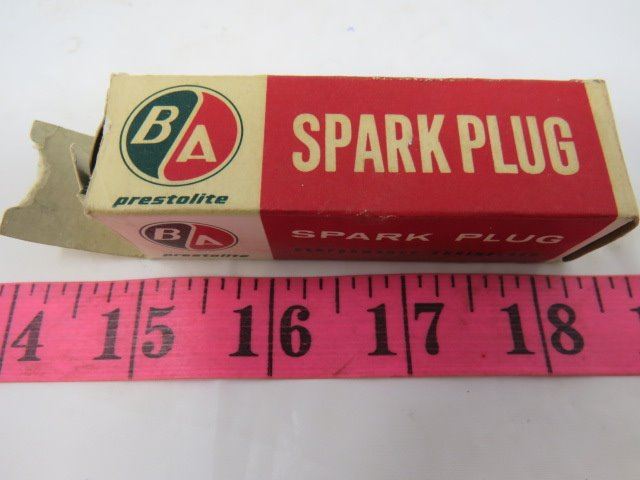 BA
prestolite
SPARK PLUG
BA
prestolite
SPARK PLUG
4 15 16 17 18